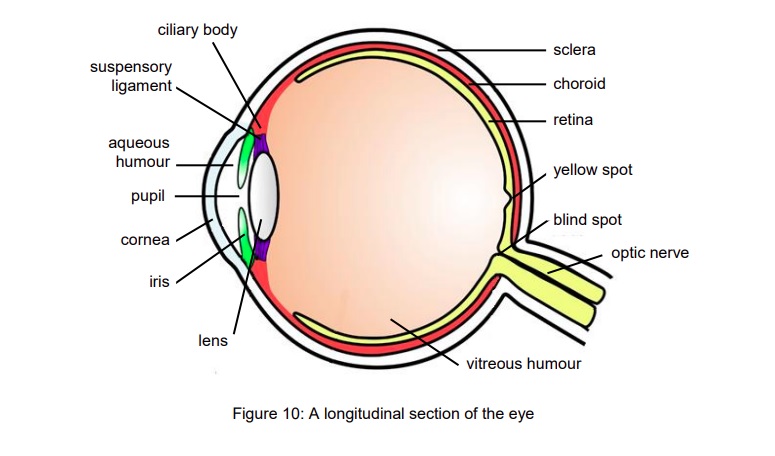 ciliary body
suspensory
ligament
aqueous
humour
pupil
cornea
iris
lens
sclera
choroid
retina
yellow spot
blind spot
optic nerve
vitreous humour
Figure 10: A longitudinal section of the eye